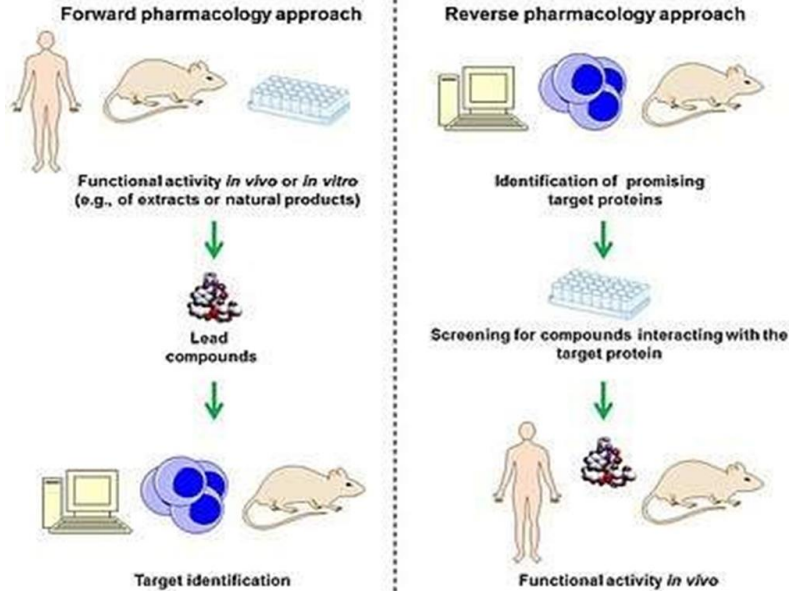 Forward pharmacology approach
Functional activity in vivo or in vitro
(e.g., of extracts or natural products)
Lead
compounds
Target identification
Reverse pharmacology approach
Identification of promising
target proteins
Screening for compounds interacting with the
target protein
Functional activity in vivo